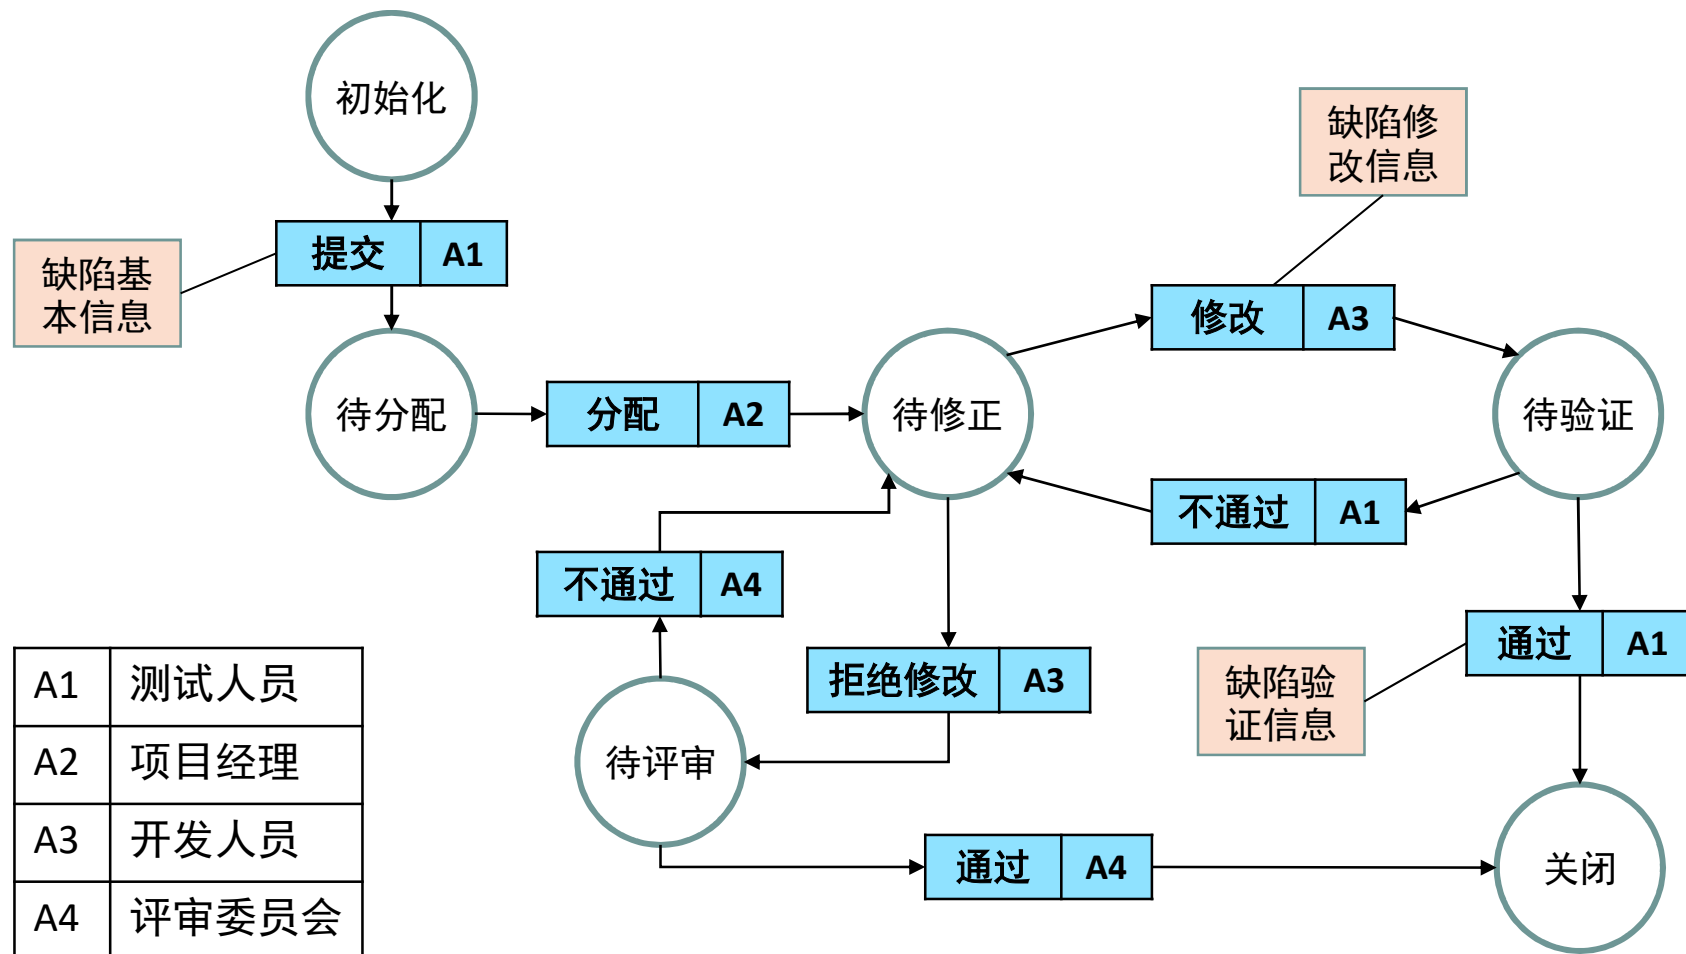 初始化
提交 A1
缺陷基
本信息
待分配
分配 A2
待修正
修改 A3
缺陷修
改信息
待验证
不通过 A1
不通过 A4
拒绝修改 A3
通过 A1
缺陷验
证信息
待评审
通过 A4
关闭
A1 测试人员
A2 项目经理
A3 开发人员
A4 评审委员会